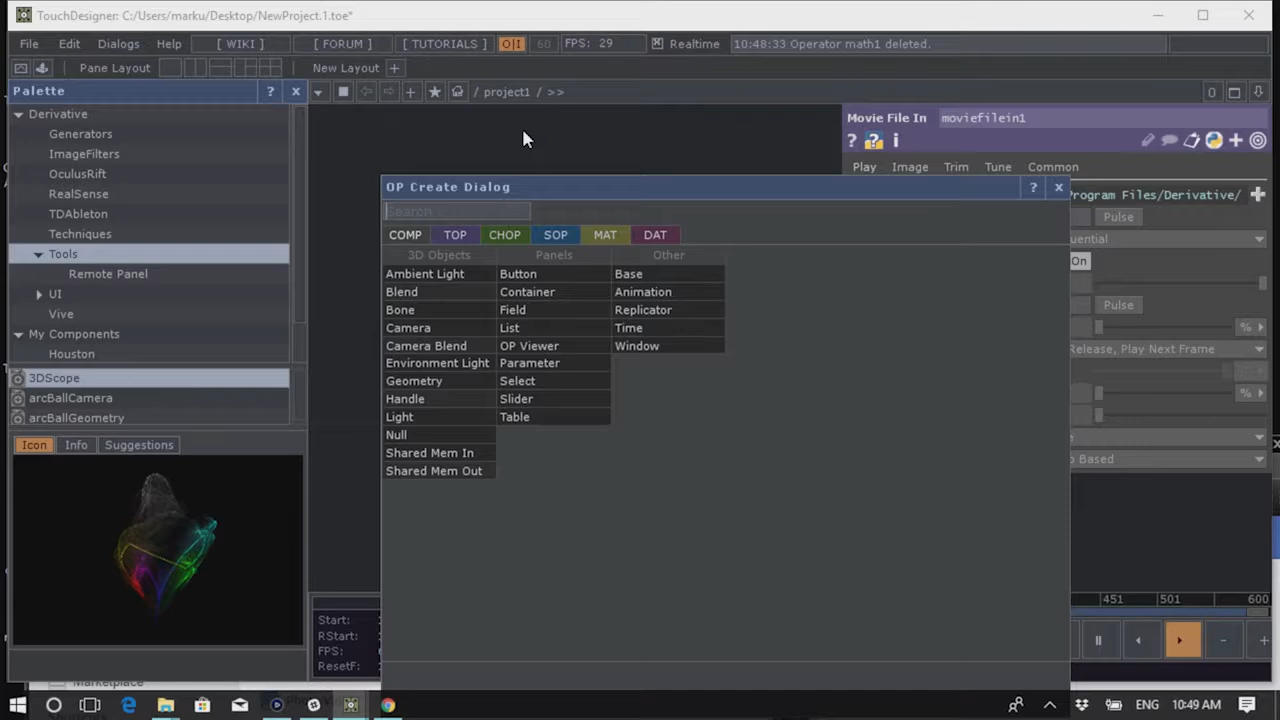 TouchDesigner: C:/Users/marku/Desktop/NewProject.1.toe*
File Edit Dialogs Help [ WIKI ] [ FORUM ] [ TUTORIALS ] O|I 60 FPS: 29 Realtime 10:48:33 Operator math1 deleted.
Pane Layout New Layout +
Palette ? x / project1 / >> 0
Derivative
Generators
ImageFilters
OculusRift
RealSense
TDAbleton
Techniques
Tools
Remote Panel
UI
Vive
My Components
Houston
3DScope
arcBallCamera
arcBallGeometry
Icon Info Suggestions
Movie File In moviefilein1
? ? i
Play Image Trim Tune Common
Program Files/Derivative/
Pulse
uential
On
Pulse
%
Release, Play Next Frame
%
o Based
OP Create Dialog ? x
Search
COMP TOP CHOP SOP MAT DAT
3D Objects Panels Other
Ambient Light Button Base
Blend Container Animation
Bone Field Replicator
Camera List Time
Camera Blend OP Viewer Window
Environment Light Parameter
Geometry Select
Handle Slider
Light Table
Null
Shared Mem In
Shared Mem Out
Start:
RStart:
FPS:
ResetF:
451 501 600
Marketplace
ENG 10:49 AM